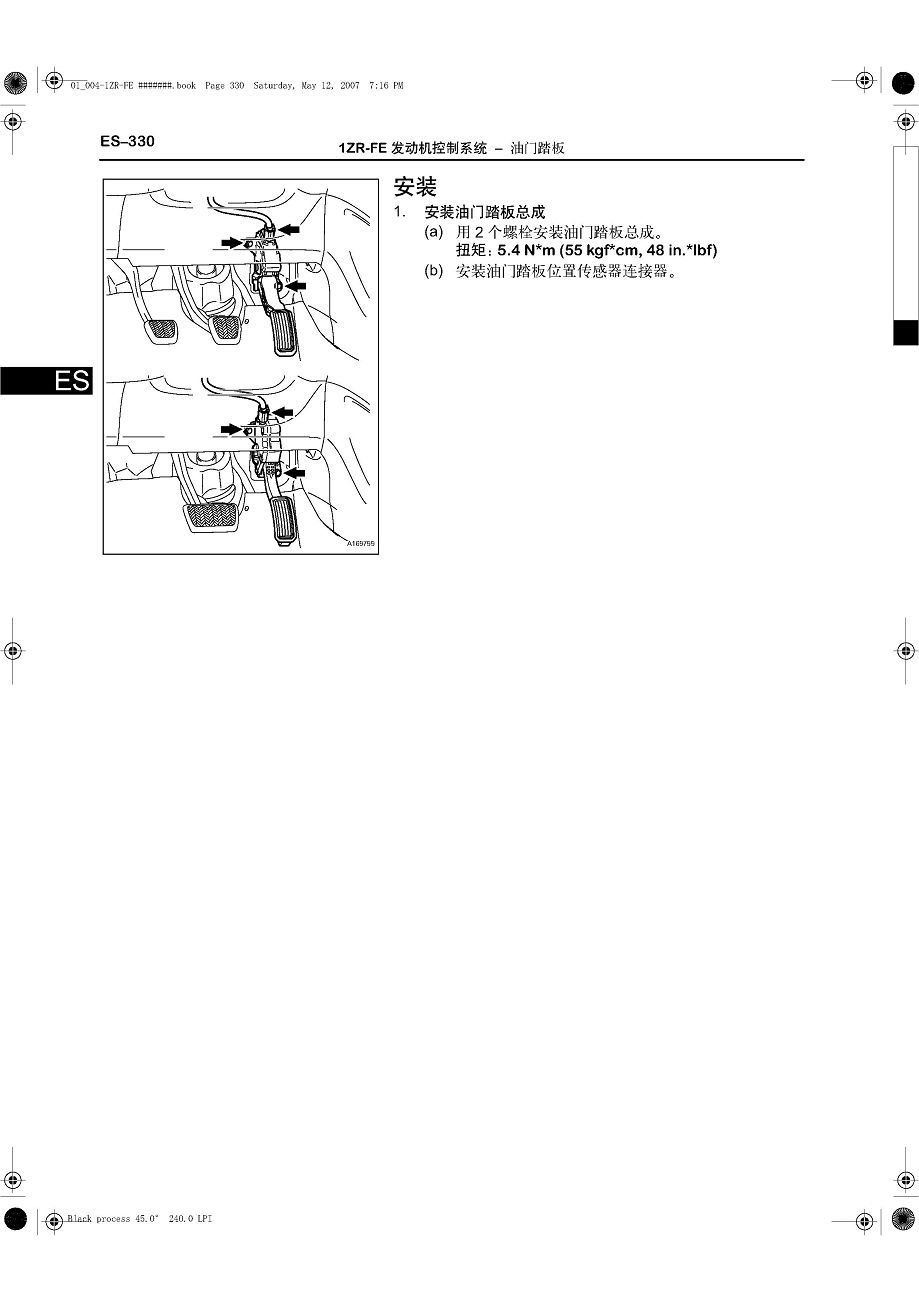 01_004-1ZR-FE #######.book  Page 330  Saturday, May 12, 2007  7:16 PM
ES–330
1ZR-FE 发动机控制系统 – 油门踏板
安装
1. 安装油门踏板总成
(a) 用 2 个螺栓安装油门踏板总成。
扭矩：5.4 N*m (55 kgf*cm, 48 in.*lbf)
(b) 安装油门踏板位置传感器连接器。
ES
A169799
Black process 45.0° 240.0 LPI